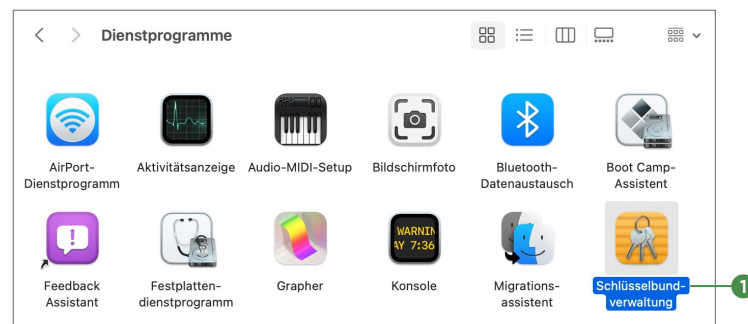 Dienstprogramme
AirPort-
Dienstprogramm
Aktivitätsanzeige
Audio-MIDI-Setup
Bildschirmfoto
Bluetooth-
Datenaustausch
Boot Camp-
Assistent
WARNIN
AY 7:36
Feedback
Assistant
Festplatten-
dienstprogramm
Grapher
Konsole
Migrations-
assistent
Schlüsselbund-
verwaltung
1